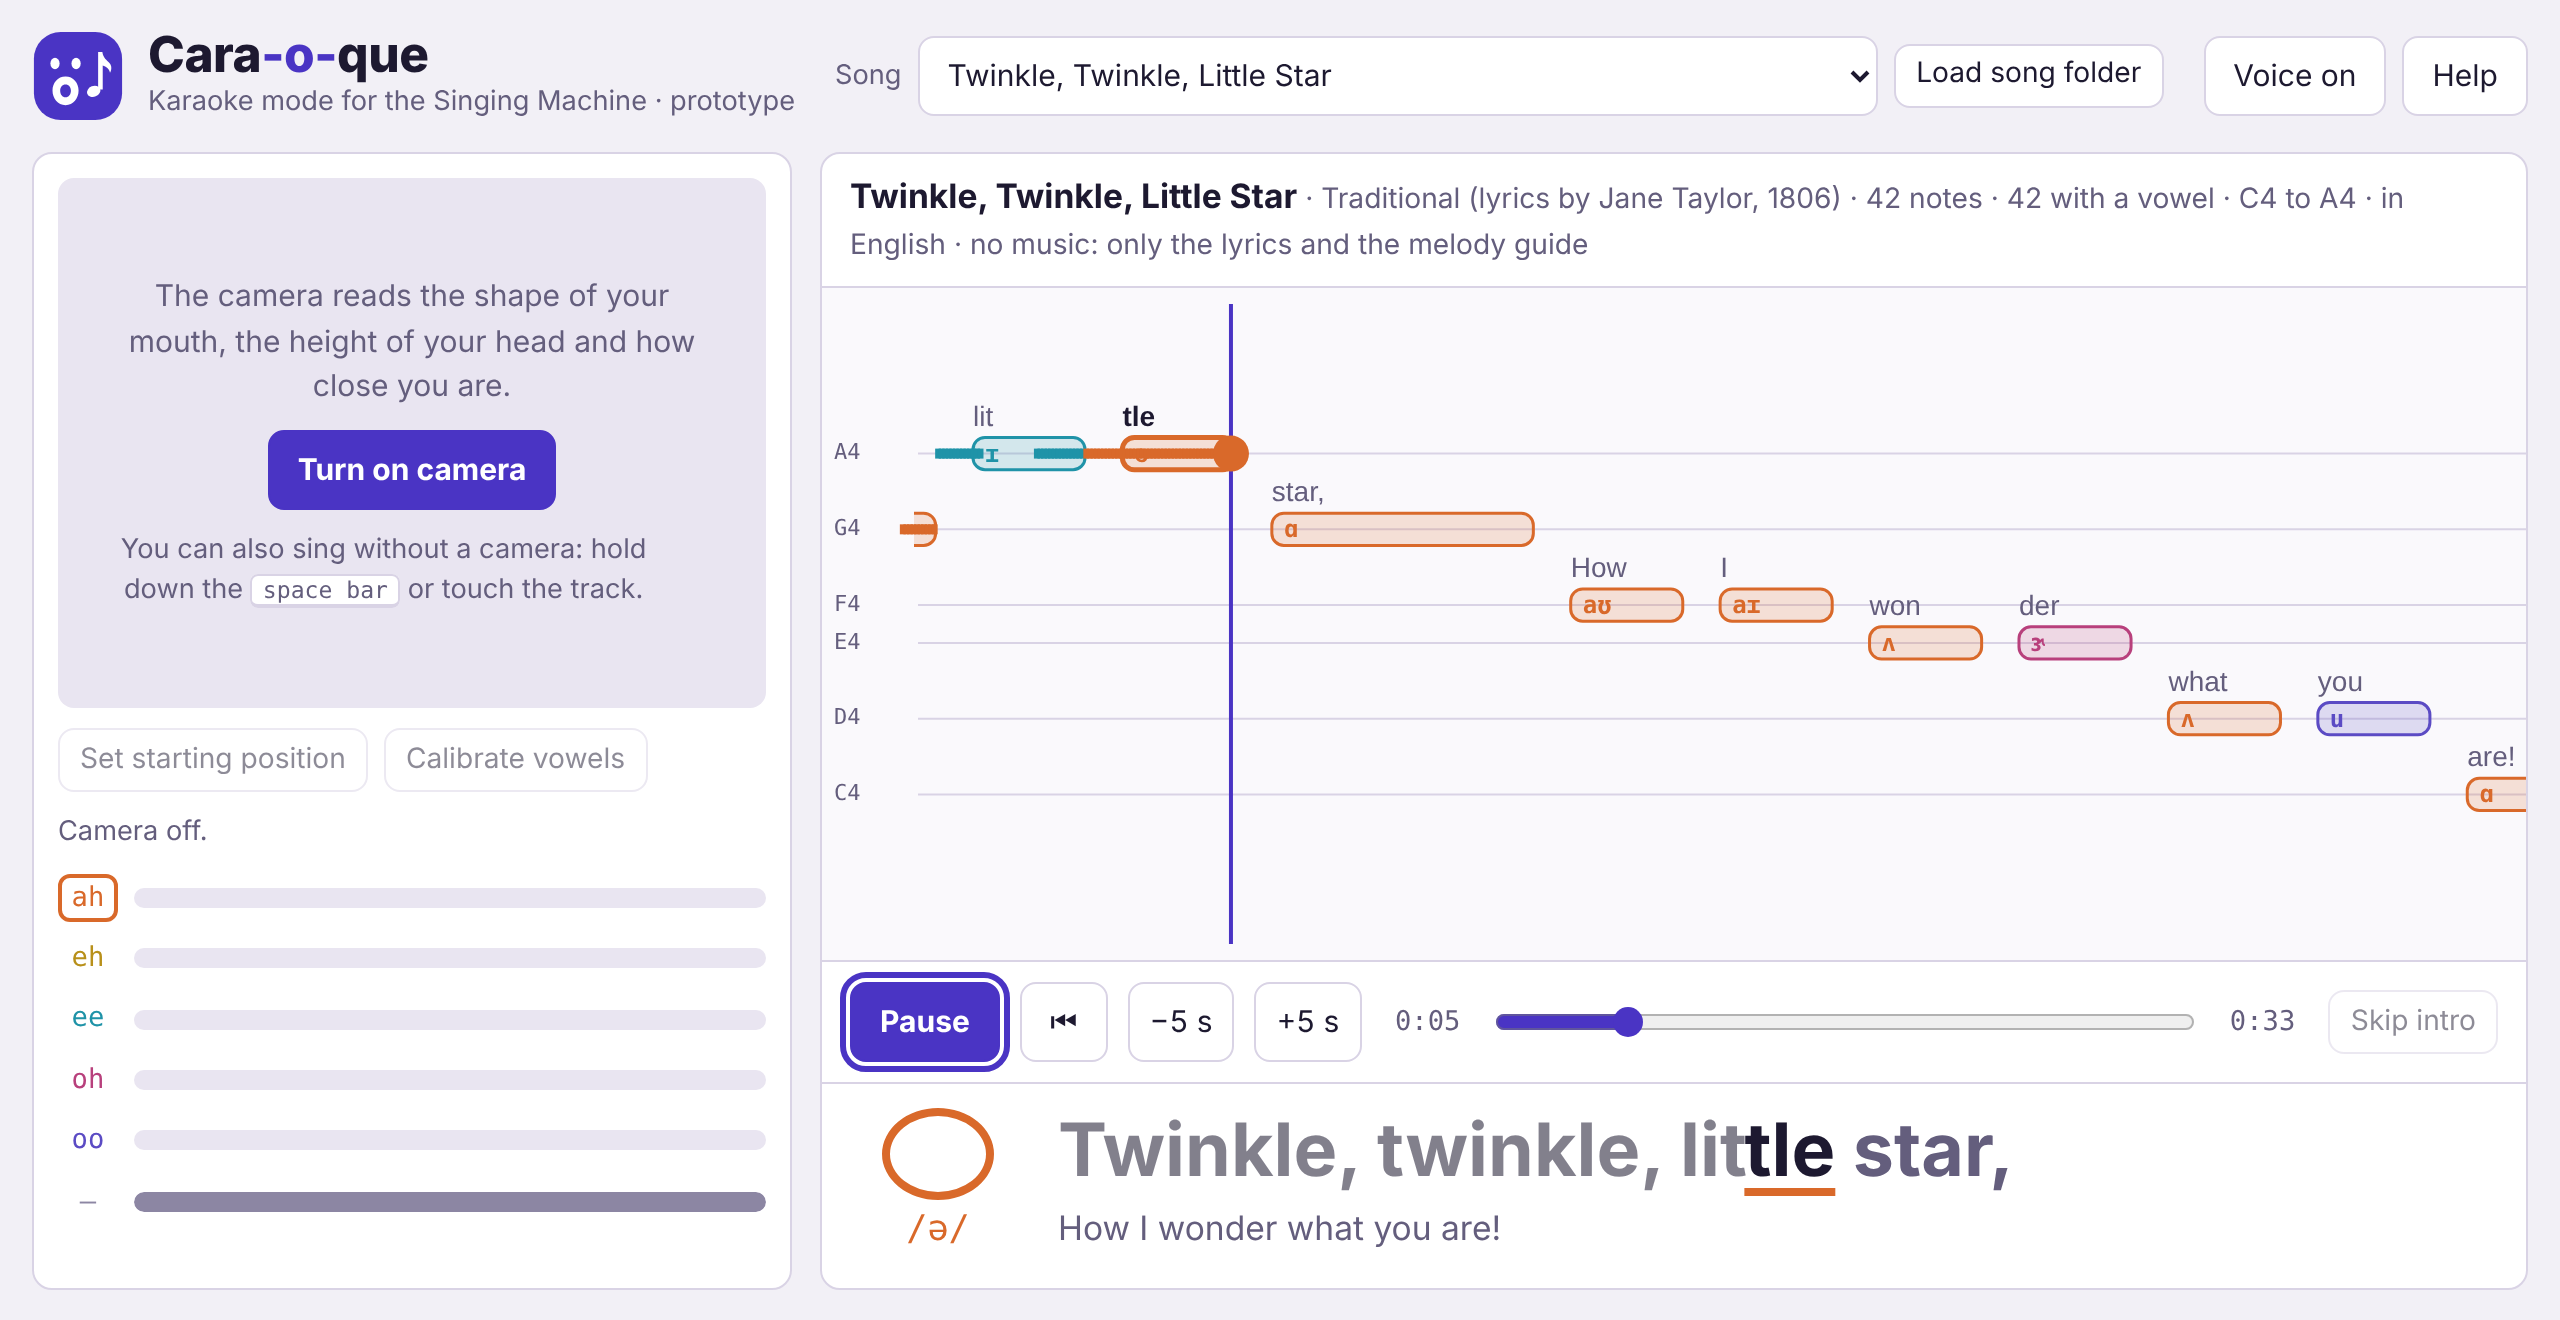 Cara-o-que
Karaoke mode for the Singing Machine · prototype
Song
Twinkle, Twinkle, Little Star
Load song folder
Voice on
Help
The camera reads the shape of your
mouth, the height of your head and how
close you are.
Turn on camera
You can also sing without a camera: hold
down the space bar or touch the track.
Set starting position
Calibrate vowels
Camera off.
ah
eh
ee
oh
oo
—
Twinkle, Twinkle, Little Star · Traditional (lyrics by Jane Taylor, 1806) · 42 notes · 42 with a vowel · C4 to A4 · in
English · no music: only the lyrics and the melody guide
lit
tle
A4
ɪ
star,
G4
ɑ
How
I
F4
aʊ
aɪ
won
der
E4
ʌ
ɝ
what
you
D4
ʌ
u
are!
C4
ɑ
Pause
⏮
−5 s
+5 s
0:05
0:33
Skip intro
Twinkle, twinkle, little star,
/ə/
How I wonder what you are!